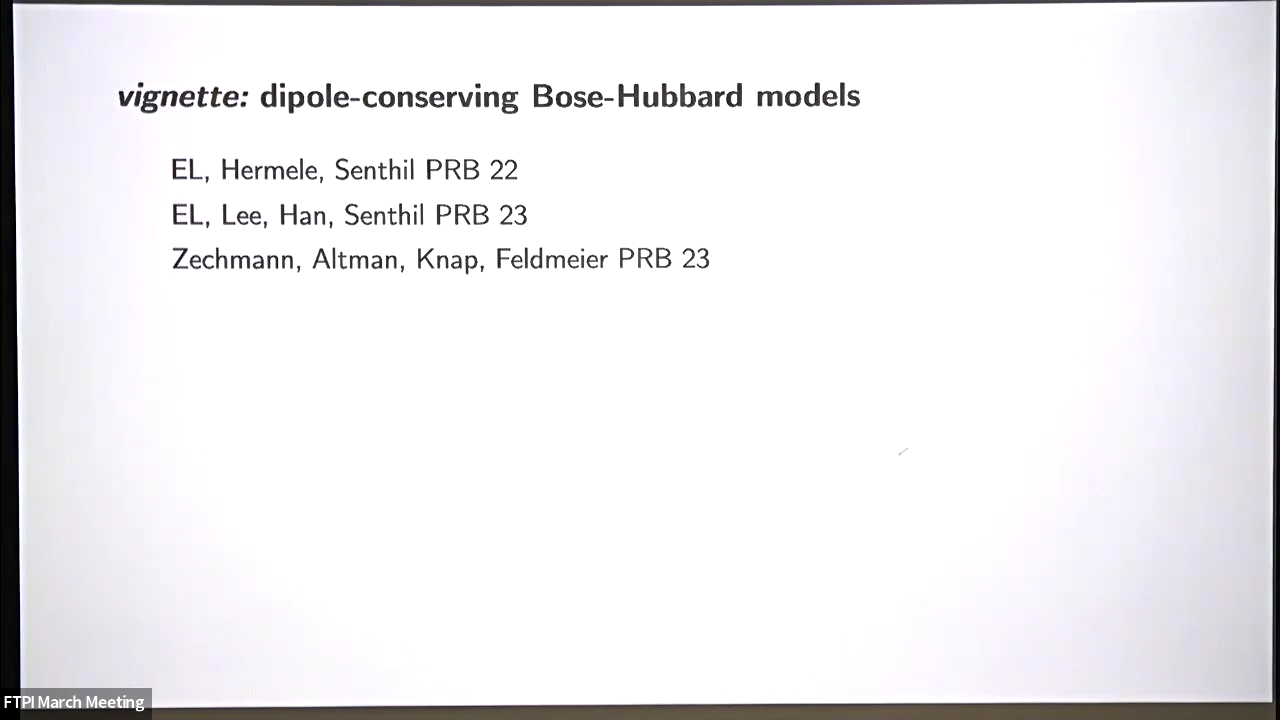 vignette: dipole-conserving Bose-Hubbard models
EL, Hermele, Senthil PRB 22
EL, Lee, Han, Senthil PRB 23
Zechmann, Altman, Knap, Feldmeier PRB 23
FTPI March Meeting